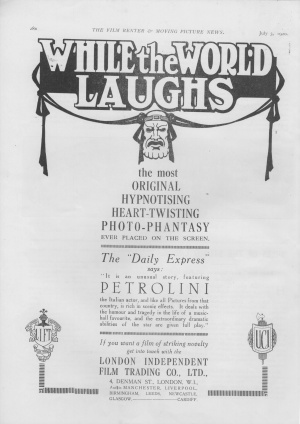 THE FILM RENTER & MOVING PICTURE NEWS.
WHILE the WORLD
LAUGHS
the most
ORIGINAL
HYPNOTISING
HEART-TWISTING
PHOTO-PHANTASY
EVER PLACED ON THE SCREEN.
The "Daily Express"
says:
"It is an unusual story, featuring
PETROLINI
the Italian actor, and like all Pictures from that
country, is rich in scenic effects. It deals with
the humour and tragedy in the life of a music-
hall favourite, and the extraordinary dramatic
abilities of the star are given full play."
If you want a film of striking novelty
get into touch with the
LONDON INDEPENDENT
FILM TRADING CO., LTD.,
4, DENMAN ST., LONDON, W.1.,
And at MANCHESTER, LIVERPOOL,
BIRMINGHAM, LEEDS, NEWCASTLE,
GLASGOW CARDIFF.
UCI